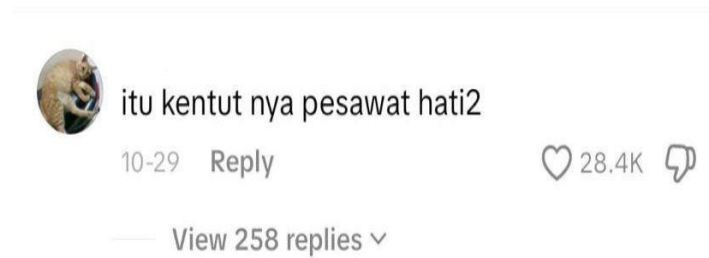 itu kentut nya pesawat hati2
10-29 Reply 28.4K
View 258 replies